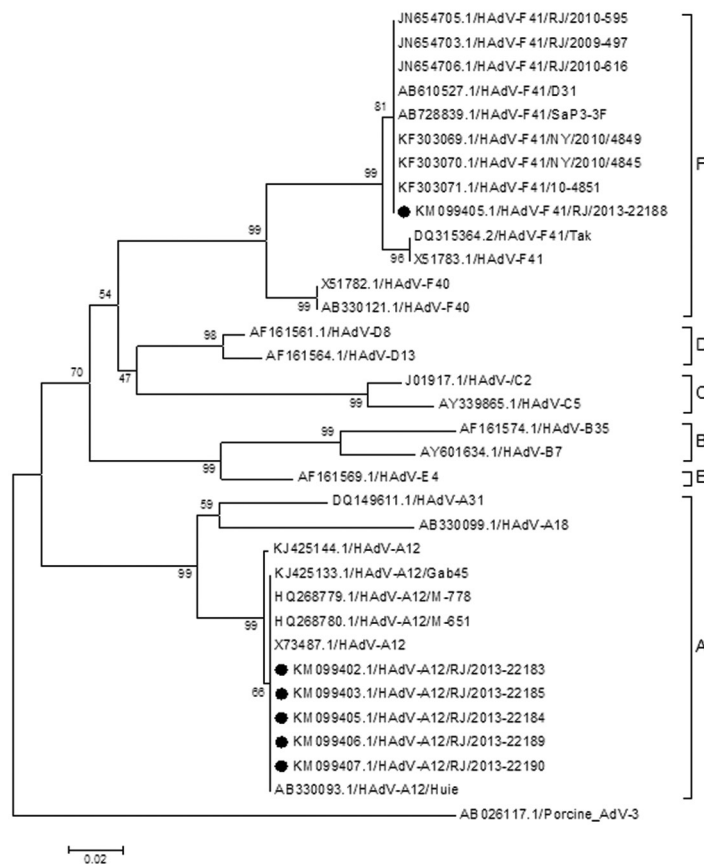 JN654705.1/HAdV-F41/RJ/2010-595
JN654703.1/HAdV-F41/RJ/2009-497
JN654706.1/HAdV-F41/RJ/2010-616
AB610527.1/HAdV-F41/D31
81
AB728839.1/HAdV-F41/SaP3-3F
KF303069.1/HAdV-F41/NY/2010/4849
KF303070.1/HAdV-F41/NY/2010/4845
F
99
KF303071.1/HAdV-F41/10-4851
KM099405.1/HAdV-F41/RJ/2013-22188
99
DQ315364.2/HAdV-F41/Tak
96
X51783.1/HAdV-F41
X51782.1/HAdV-F40
54
99
AB330121.1/HAdV-F40
98
AF161561.1/HAdV-D8
D
AF161564.1/HAdV-D13
70
47
J01917.1/HAdV-/C2
C
99
AY339865.1/HAdV-C5
99
AF161574.1/HAdV-B35
B
AY601634.1/HAdV-B7
99
AF161569.1/HAdV-E4
E
59
DQ149611.1/HAdV-A31
AB330099.1/HAdV-A18
KJ425144.1/HAdV-A12
99
KJ425133.1/HAdV-A12/Gab45
HQ268779.1/HAdV-A12/M-778
99
HQ268780.1/HAdV-A12/M-651
X73487.1/HAdV-A12
A
KM099402.1/HAdV-A12/RJ/2013-22183
66
KM099403.1/HAdV-A12/RJ/2013-22185
KM099405.1/HAdV-A12/RJ/2013-22184
KM099406.1/HAdV-A12/RJ/2013-22189
KM099407.1/HAdV-A12/RJ/2013-22190
AB330093.1/HAdV-A12/Huie
AB026117.1/Porcine_AdV-3
0.02